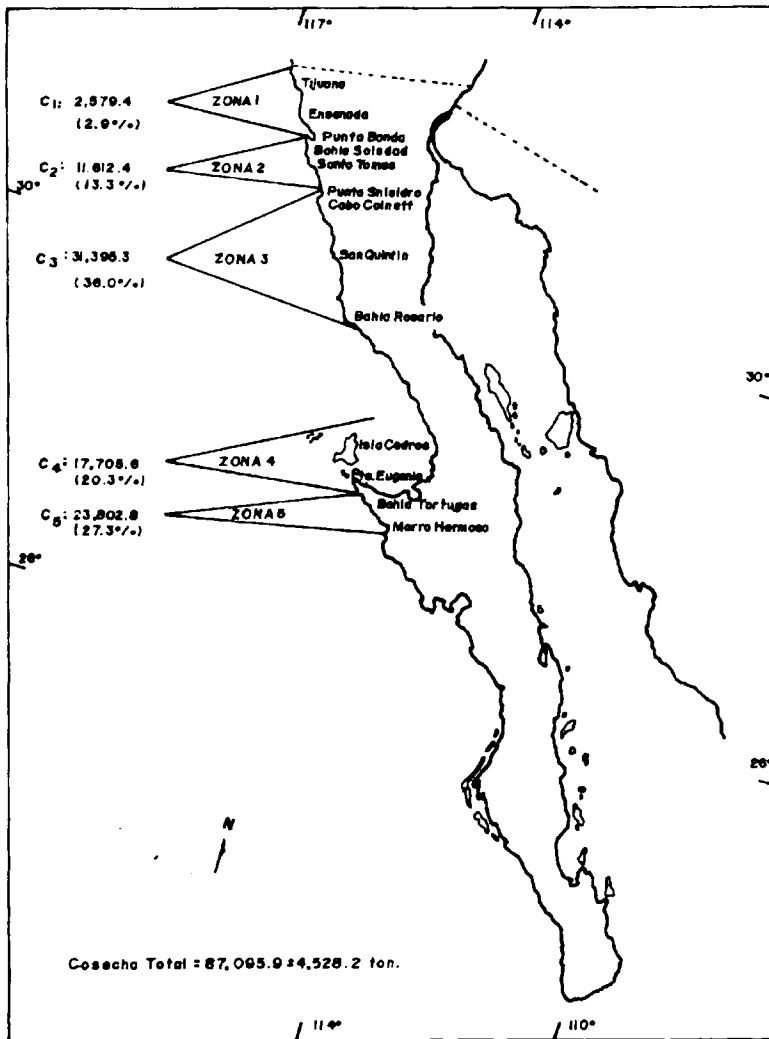 117°
114°
Tijuana
C1: 2,579.4
ZONA 1
(2.9%)
Ensenada
Punta Banda
Bahia Soledad
C2: 11.612.4
ZONA 2
Santo Tomas
(13.3%)
30°
Punta Snisidro
Cabo Colnett
C3: 31,395.3
ZONA 3
San Quintin
(36.0%)
Bahia Rosario
30°
Isla Cedros
C4: 17,705.6
ZONA 4
(20.3%)
Pta. Eugenia
Bahia Tortugas
C5: 23,802.8
ZONA 5
(27.3%)
Morro Hermoso
26°
26°
N
Cosecha Total = 87,095.9±4,528.2 ton.
114°
110°